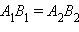 A₁B₁ = A₂B₂